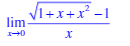 lim x→0 (√(1+x+x²) −1)/x